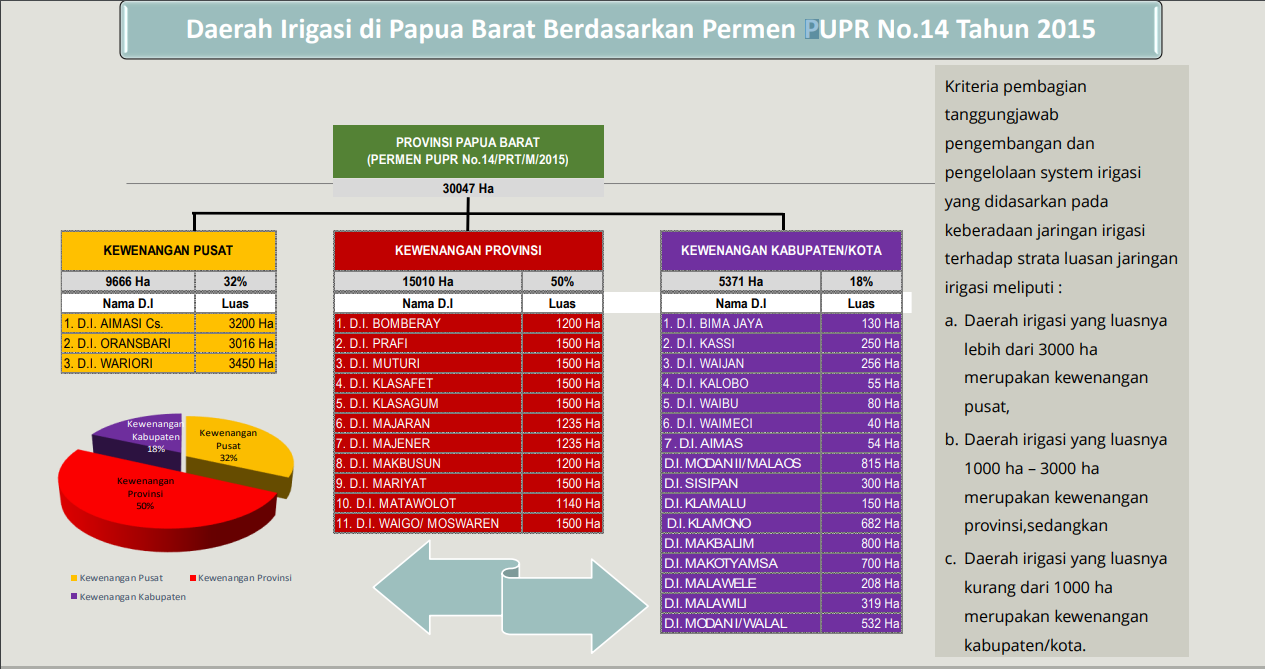 Daerah Irigasi di Papua Barat Berdasarkan Permen PUPR No.14 Tahun 2015
PROVINSI PAPUA BARAT
(PERMEN PUPR No.14/PRT/M/2015)
30047 Ha
KEWENANGAN PUSAT
9666 Ha 32%
Nama D.I Luas
1. D.I. AIMASI Cs. 3200 Ha
2. D.I. ORANSBARI 3016 Ha
3. D.I. WARIORI 3450 Ha
KEWENANGAN PROVINSI
15010 Ha 50%
Nama D.I Luas
1. D.I. BOMBERAY 1200 Ha
2. D.I. PRAFI 1500 Ha
3. D.I. MUTURI 1500 Ha
4. D.I. KLASAFET 1500 Ha
5. D.I. KLASAGUM 1500 Ha
6. D.I. MAJARAN 1235 Ha
7. D.I. MAJENER 1235 Ha
8. D.I. MAKBUSUN 1200 Ha
9. D.I. MARIYAT 1500 Ha
10. D.I. MATAWOLOT 1140 Ha
11. D.I. WAIGO/ MOSWAREN 1500 Ha
KEWENANGAN KABUPATEN/KOTA
5371 Ha 18%
Nama D.I Luas
1. D.I. BIMA JAYA 130 Ha
2. D.I. KASSI 250 Ha
3. D.I. WAIJAN 256 Ha
4. D.I. KALOBO 55 Ha
5. D.I. WAIBU 80 Ha
6. D.I. WAIMECI 40 Ha
7. D.I. AIMAS 54 Ha
D.I. MODAN II/MALAOS 815 Ha
D.I. SISIPAN 300 Ha
D.I. KLAMALU 150 Ha
D.I. KLAMONO 682 Ha
D.I. MAKBALIM 800 Ha
D.I. MAKOTYAMSA 700 Ha
D.I. MALAWELE 208 Ha
D.I. MALAWILI 319 Ha
D.I. MODAN I/WALAL 532 Ha
Kewenangan
Kabupaten
18%
Kewenangan
Pusat
32%
Kewenangan
Provinsi
50%
Kewenangan Pusat Kewenangan Provinsi
Kewenangan Kabupaten
Kriteria pembagian
tanggungjawab
pengembangan dan
pengelolaan system irigasi
yang didasarkan pada
keberadaan jaringan irigasi
terhadap strata luasan jaringan
irigasi meliputi :
a. Daerah irigasi yang luasnya
lebih dari 3000 ha
merupakan kewenangan
pusat,
b. Daerah irigasi yang luasnya
1000 ha – 3000 ha
merupakan kewenangan
provinsi,sedangkan
c. Daerah irigasi yang luasnya
kurang dari 1000 ha
merupakan kewenangan
kabupaten/kota.